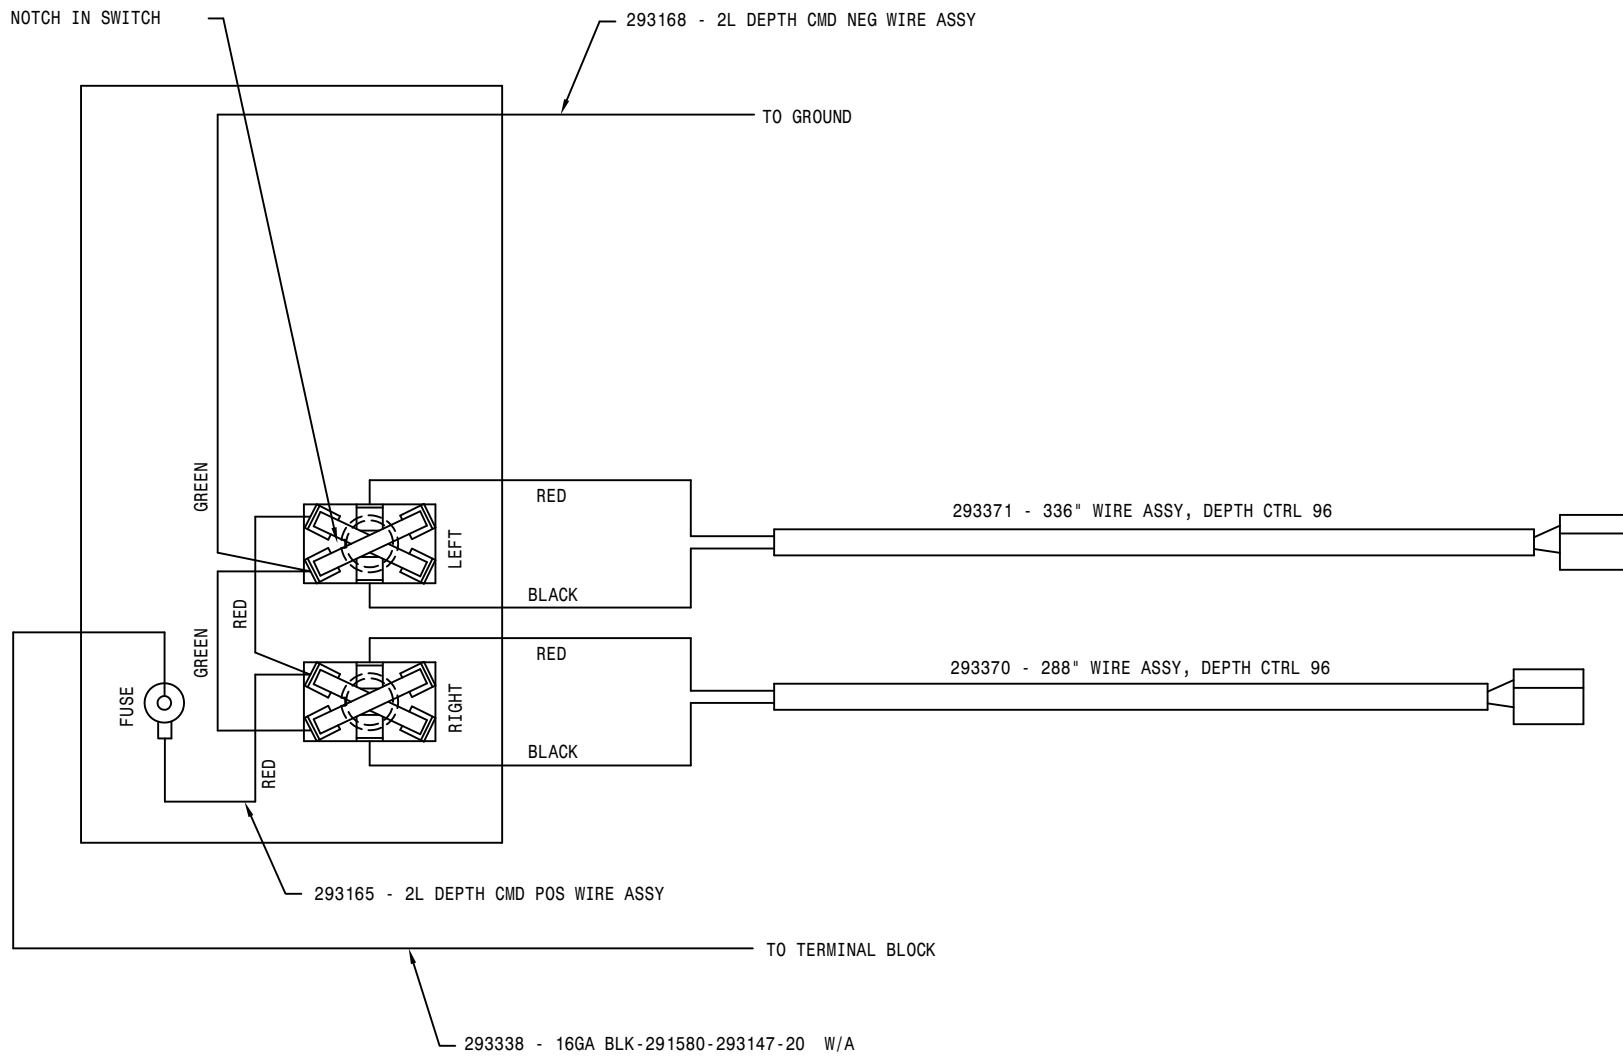 NOTCH IN SWITCH
293168 - 2L DEPTH CMD NEG WIRE ASSY
TO GROUND
GREEN
RED
LEFT
293371 - 336" WIRE ASSY, DEPTH CTRL 96
BLACK
RED
GREEN
RED
293370 - 288" WIRE ASSY, DEPTH CTRL 96
FUSE
RIGHT
BLACK
RED
293165 - 2L DEPTH CMD POS WIRE ASSY
TO TERMINAL BLOCK
293338 - 16GA BLK-291580-293147-20 W/A